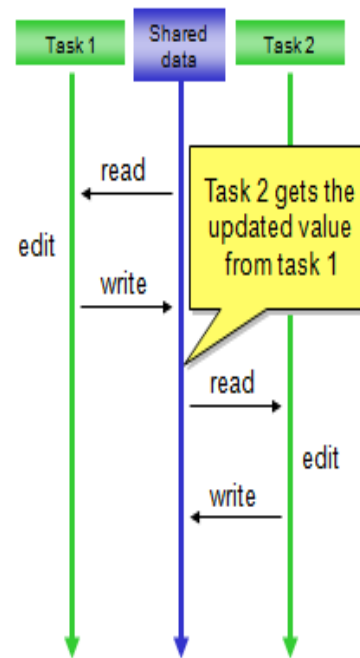 Task 1
Shared
data
Task 2
read
Task 2 gets the
updated value
from task 1
edit
write
read
edit
write